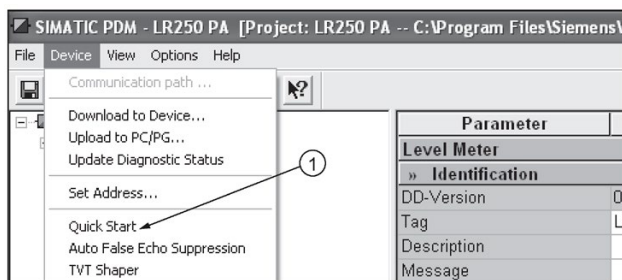 SIMATIC PDM - LR250 PA [Project: LR250 PA -- C:\Program Files\Siemens\
File Device View Options Help
Communication path ...
Download to Device...
Upload to PC/PG...
Update Diagnostic Status
Set Address...
Quick Start
Auto False Echo Suppression
TVT Shaper
1
Parameter
Level Meter
» Identification
DD-Version 0
Tag L
Description
Message